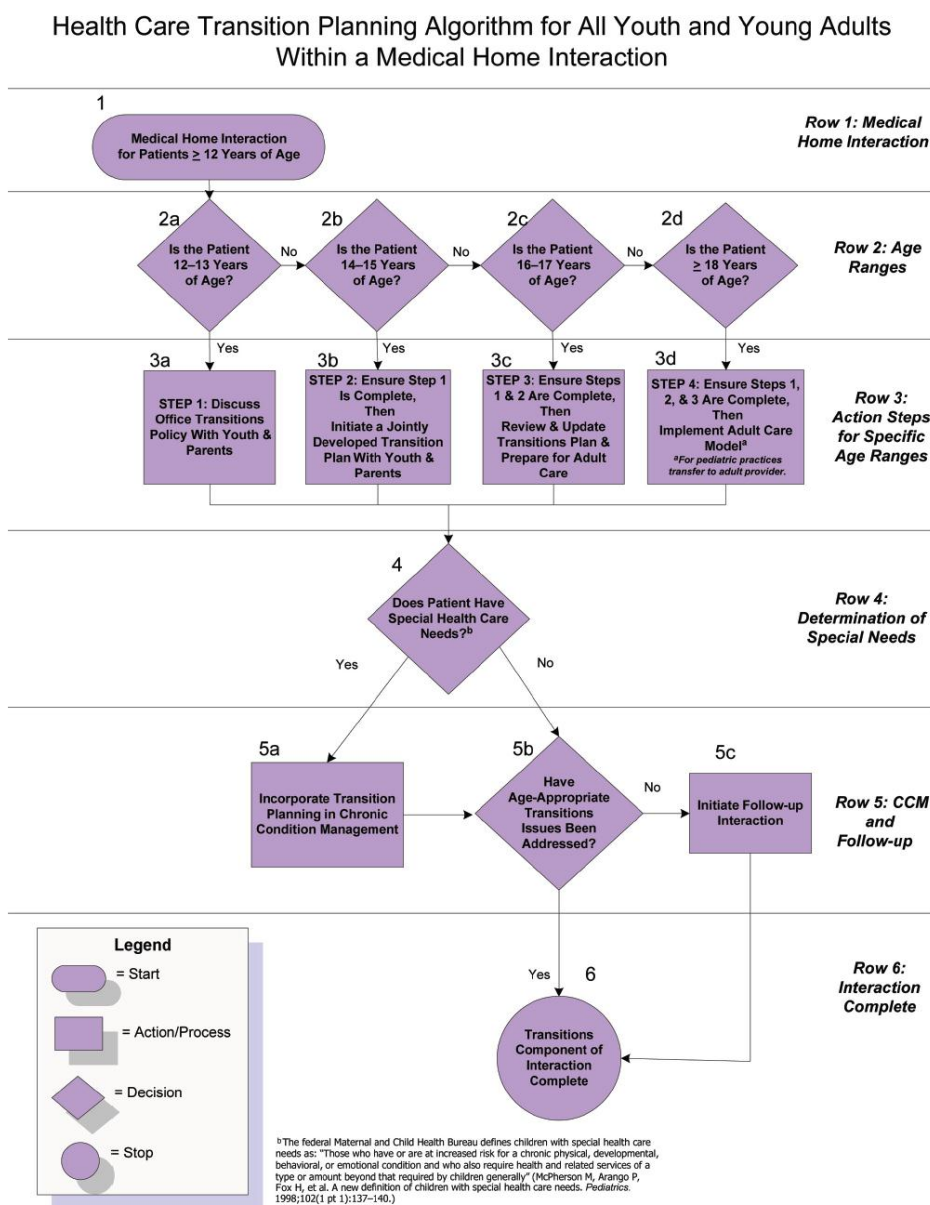 Health Care Transition Planning Algorithm for All Youth and Young Adults
Within a Medical Home Interaction
1
Medical Home Interaction
for Patients ≥ 12 Years of Age
Row 1: Medical
Home Interaction
2a
Is the Patient
12–13 Years
of Age?
No
2b
Is the Patient
14–15 Years
of Age?
No
2c
Is the Patient
16–17 Years
of Age?
No
2d
Is the Patient
≥ 18 Years
of Age?
Row 2: Age
Ranges
Yes
Yes
Yes
Yes
3a
STEP 1: Discuss
Office Transitions
Policy With Youth &
Parents
3b
STEP 2: Ensure Step 1
Is Complete,
Then
Initiate a Jointly
Developed Transition
Plan With Youth &
Parents
3c
STEP 3: Ensure Steps
1 & 2 Are Complete,
Then
Review & Update
Transitions Plan &
Prepare for Adult
Care
3d
STEP 4: Ensure Steps 1,
2, & 3 Are Complete,
Then
Implement Adult Care
Modelᵃ
ᵃFor pediatric practices
transfer to adult provider.
Row 3:
Action Steps
for Specific
Age Ranges
4
Does Patient Have
Special Health Care
Needs?ᵇ
Yes
No
Row 4:
Determination of
Special Needs
5a
Incorporate Transition
Planning in Chronic
Condition Management
5b
Have
Age-Appropriate
Transitions
Issues Been
Addressed?
No
5c
Initiate Follow-up
Interaction
Row 5: CCM
and
Follow-up
Yes
6
Transitions
Component of
Interaction
Complete
Row 6:
Interaction
Complete
Legend
= Start
= Action/Process
= Decision
= Stop
ᵇThe federal Maternal and Child Health Bureau defines children with special health care
needs as: "Those who have or are at increased risk for a chronic physical, developmental,
behavioral, or emotional condition and who also require health and related services of a
type or amount beyond that required by children generally" (McPherson M, Arango P,
Fox H, et al. A new definition of children with special health care needs. Pediatrics.
1998;102(1 pt 1):137–140.)